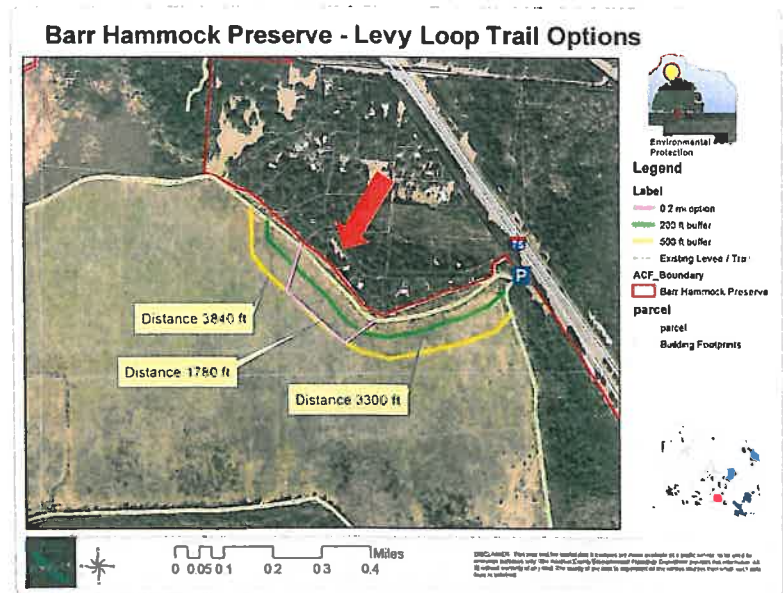 Barr Hammock Preserve - Levy Loop Trail Options
Environmental
Protection
Legend
Label
0.2 mi option
200 ft buffer
500 ft buffer
Existing Levee / Trail
ACF_Boundary
Barr Hammock Preserve
parcel
parcel
Building Footprints
75
P
Distance 3840 ft
Distance 1780 ft
Distance 3300 ft
Miles
0 0.05 0.1 0.2 0.3 0.4